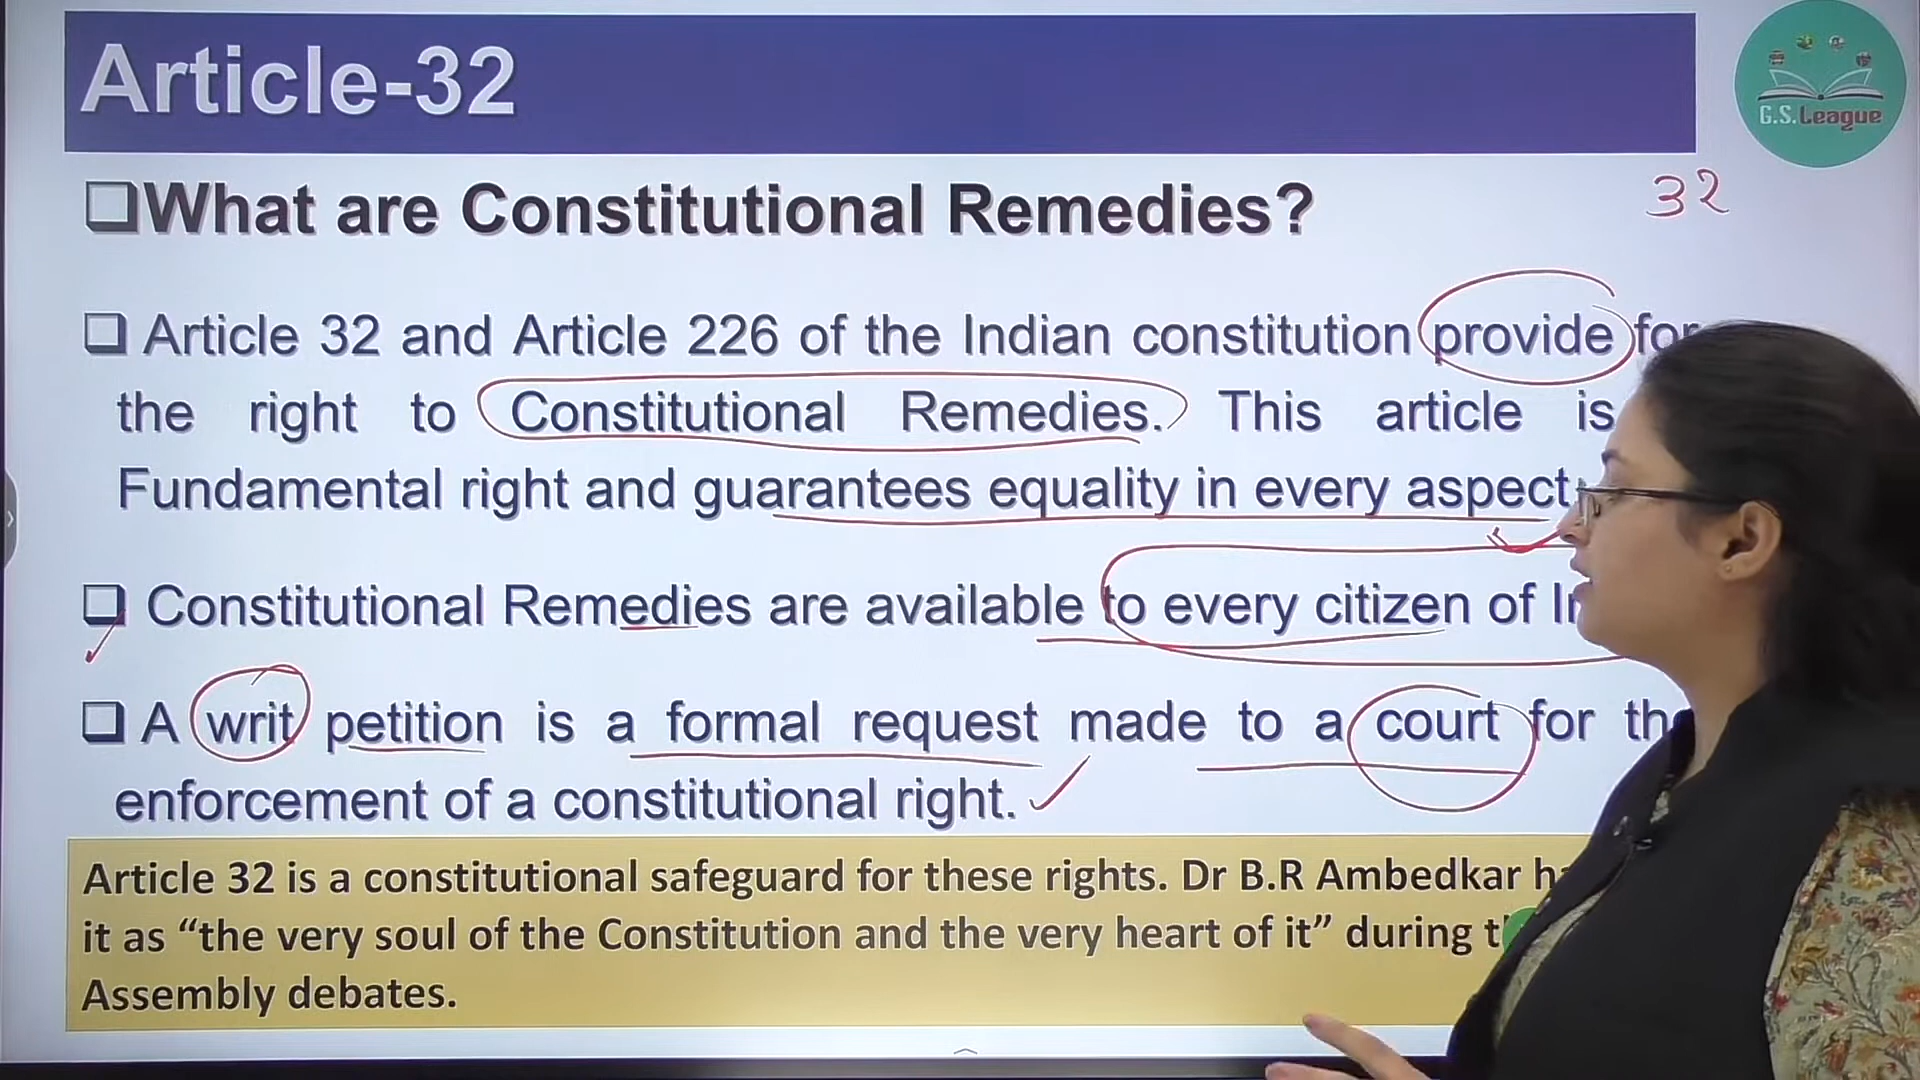 Article-32
G.S.League
32
What are Constitutional Remedies?
Article 32 and Article 226 of the Indian constitution provide for
the right to Constitutional Remedies. This article is
Fundamental right and guarantees equality in every aspect
Constitutional Remedies are available to every citizen of
A writ petition is a formal request made to a court for
enforcement of a constitutional right.
Article 32 is a constitutional safeguard for these rights. Dr B.R Ambedkar
it as “the very soul of the Constitution and the very heart of it” during
Assembly debates.